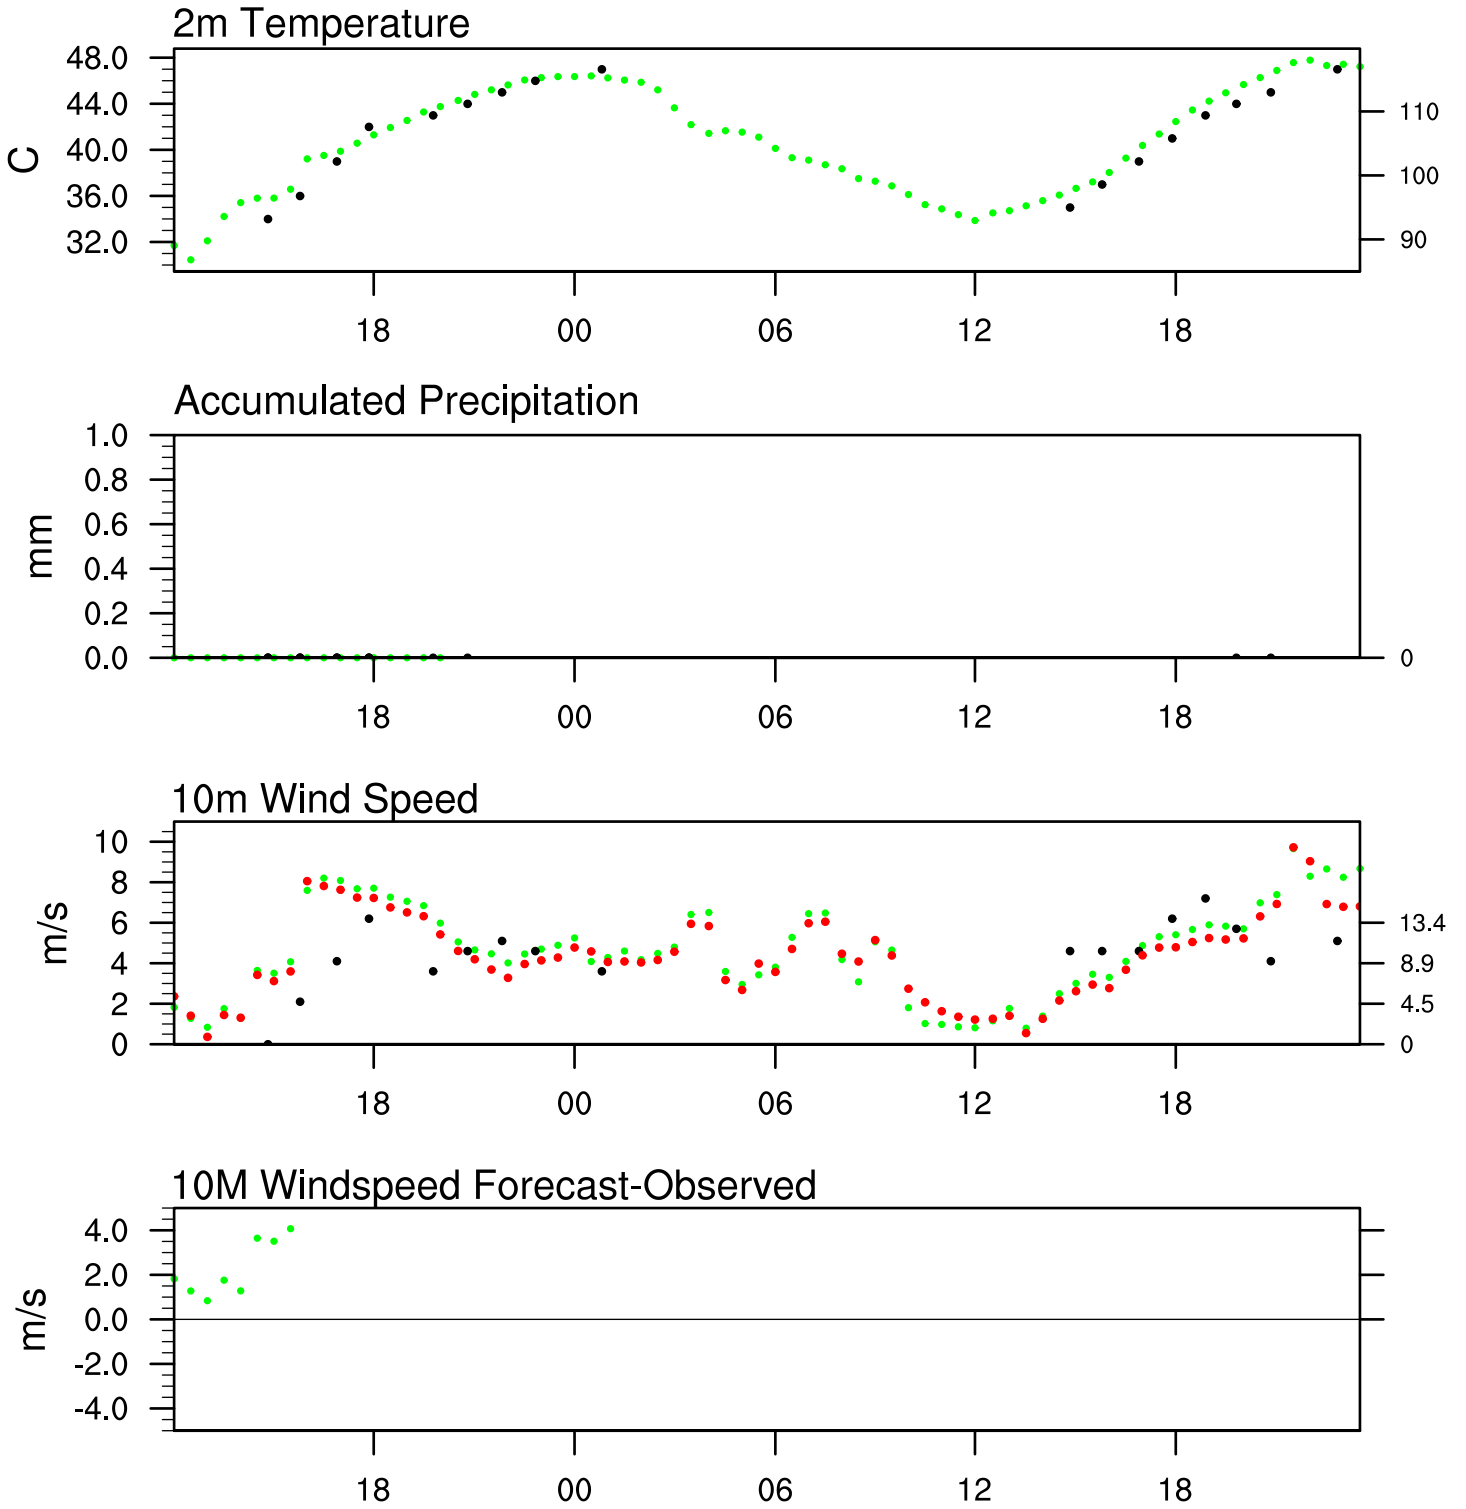 2m Temperature
48.0
44.0
40.0
36.0
32.0
C
110
100
90
18 00 06 12 18
Accumulated Precipitation
1.0
0.8
0.6
0.4
0.2
0.0
mm
0
18 00 06 12 18
10m Wind Speed
10
8
6
4
2
0
m/s
13.4
8.9
4.5
0
18 00 06 12 18
10M Windspeed Forecast-Observed
4.0
2.0
0.0
-2.0
-4.0
m/s
18 00 06 12 18